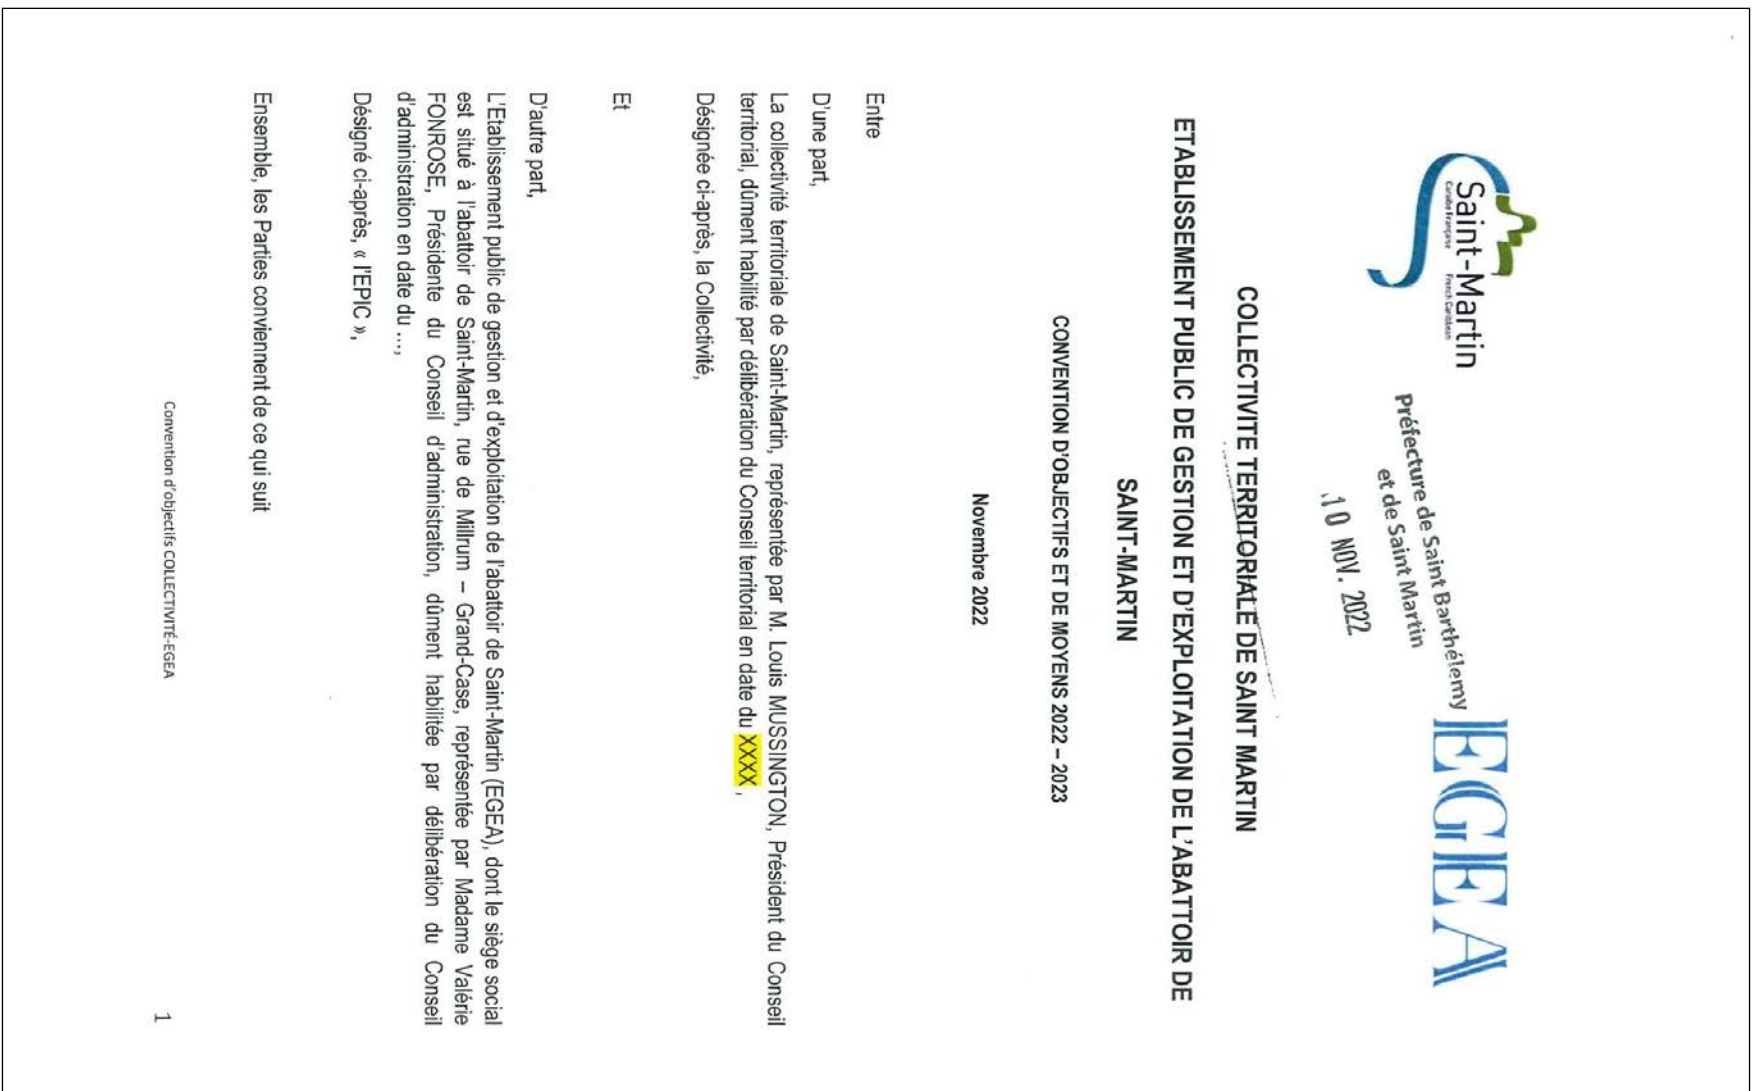 Saint-Martin
Caraïbe Française French Caribbean
Préfecture de Saint Barthélemy
et de Saint Martin
10 NOV. 2022
EGEA
COLLECTIVITE TERRITORIALE DE SAINT MARTIN
ETABLISSEMENT PUBLIC DE GESTION ET D'EXPLOITATION DE L'ABATTOIR DE
SAINT-MARTIN
CONVENTION D'OBJECTIFS ET DE MOYENS 2022 – 2023
Novembre 2022
Entre
D'une part,
La collectivité territoriale de Saint-Martin, représentée par M. Louis MUSSINGTON, Président du Conseil
territorial, dûment habilité par délibération du Conseil territorial en date du XXXX ,
Désignée ci-après, la Collectivité,
Et
D'autre part,
L'Etablissement public de gestion et d'exploitation de l'abattoir de Saint-Martin (EGEA), dont le siège social
est situé à l'abattoir de Saint-Martin, rue de Millrum – Grand-Case, représentée par Madame Valérie
FONROSE, Présidente du Conseil d'administration, dûment habilitée par délibération du Conseil
d'administration en date du …,
Désigné ci-après, « l'EPIC »,
Ensemble, les Parties conviennent de ce qui suit
Convention d'objectifs COLLECTIVITÉ-EGEA
1